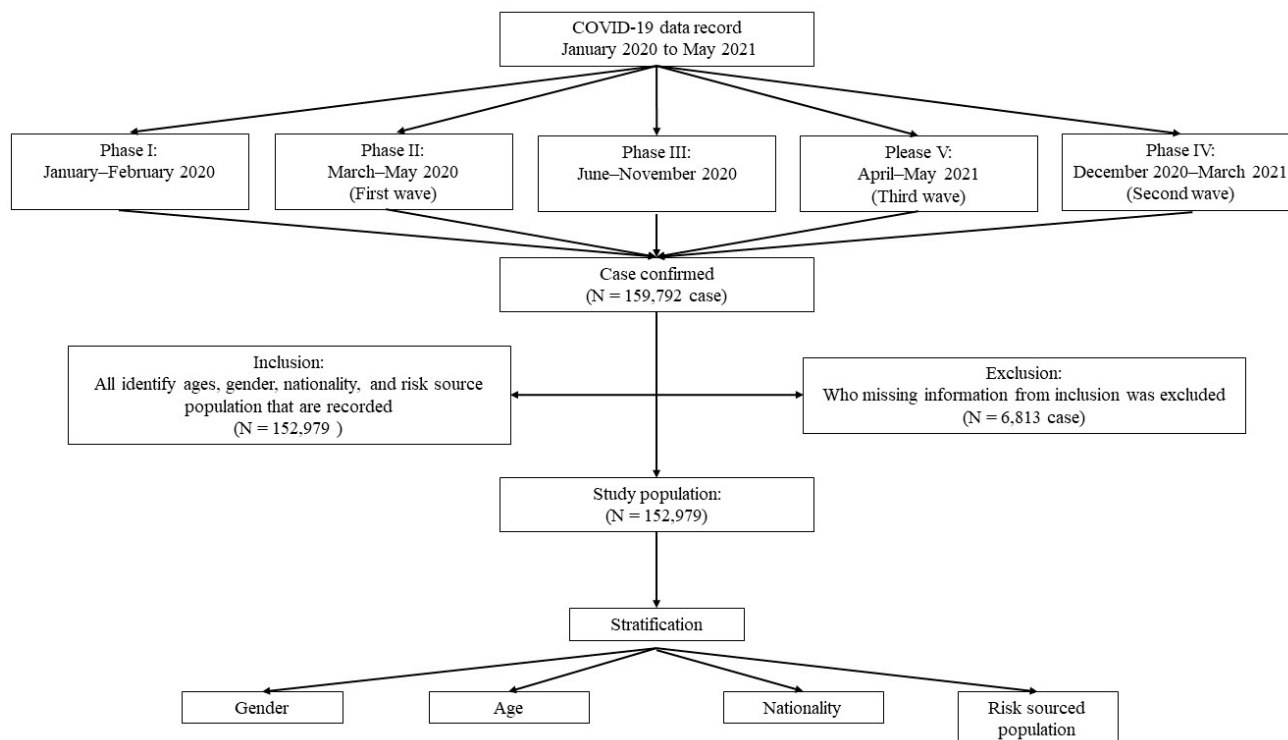 COVID-19 data record
January 2020 to May 2021
Phase I:
January–February 2020
Phase II:
March–May 2020
(First wave)
Phase III:
June–November 2020
Please V:
April–May 2021
(Third wave)
Phase IV:
December 2020–March 2021
(Second wave)
Case confirmed
(N = 159,792 case)
Inclusion:
All identify ages, gender, nationality, and risk source
population that are recorded
(N = 152,979 )
Exclusion:
Who missing information from inclusion was excluded
(N = 6,813 case)
Study population:
(N = 152,979)
Stratification
Gender
Age
Nationality
Risk sourced
population